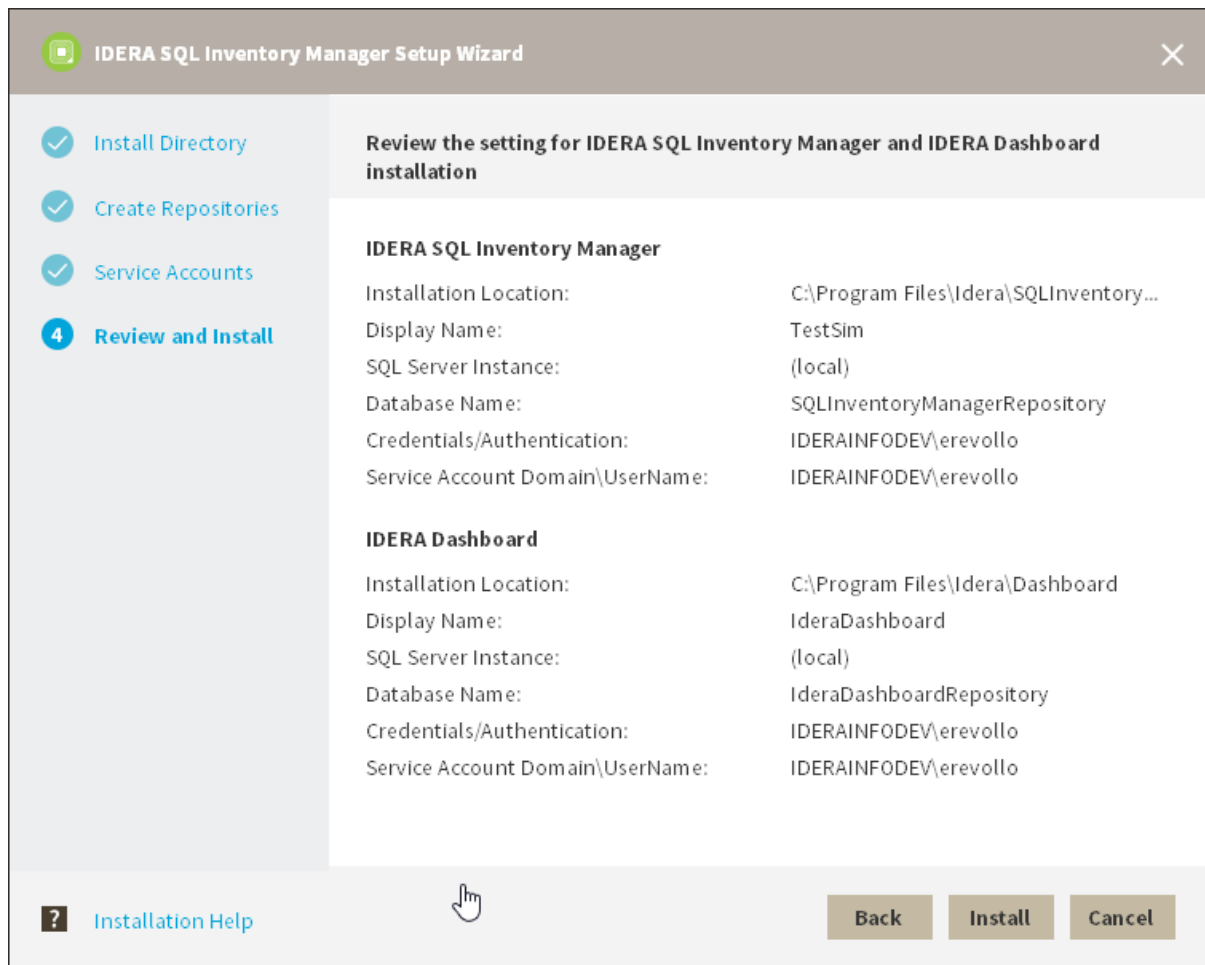 IDERA SQL Inventory Manager Setup Wizard
Install Directory
Create Repositories
Service Accounts
4 Review and Install
Review the setting for IDERA SQL Inventory Manager and IDERA Dashboard
installation
IDERA SQL Inventory Manager
Installation Location: C:\Program Files\Idera\SQLInventory...
Display Name: TestSim
SQL Server Instance: (local)
Database Name: SQLInventoryManagerRepository
Credentials/Authentication: IDERAINFODEV\erevollo
Service Account Domain\UserName: IDERAINFODEV\erevollo
IDERA Dashboard
Installation Location: C:\Program Files\Idera\Dashboard
Display Name: IderaDashboard
SQL Server Instance: (local)
Database Name: IderaDashboardRepository
Credentials/Authentication: IDERAINFODEV\erevollo
Service Account Domain\UserName: IDERAINFODEV\erevollo
? Installation Help
Back Install Cancel